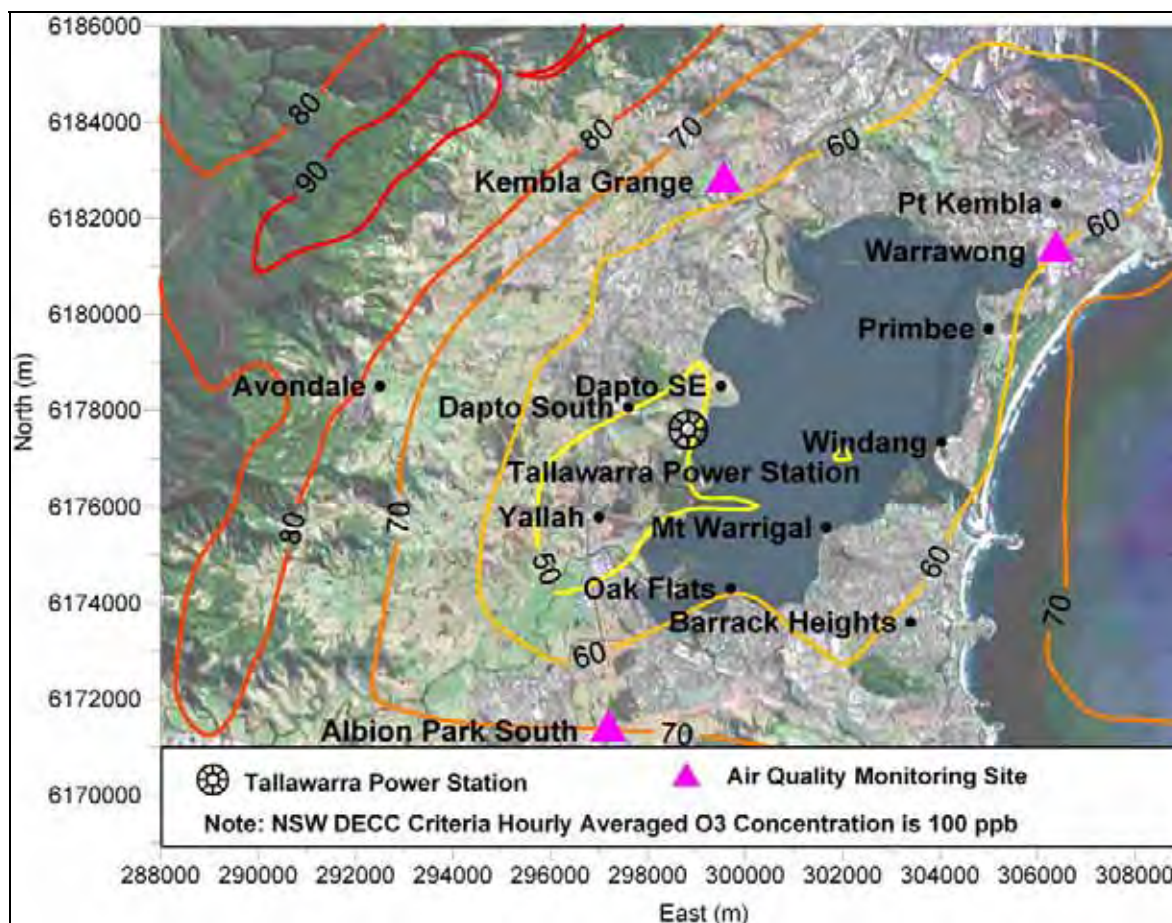 6186000
6184000
6182000
6180000
6178000
6176000
6174000
6172000
6170000
North (m)
80
90
80
70
60
Kembla Grange
Pt Kembla
60
Warrawong
Primbee
Avondale
Dapto SE
Dapto South
Windang
Tallawarra Power Station
Yallah
Mt Warrigal
80
70
50
Oak Flats
60
Barrack Heights
70
60
Albion Park South
70
Tallawarra Power Station
Air Quality Monitoring Site
Note: NSW DECC Criteria Hourly Averaged O3 Concentration is 100 ppb
288000 290000 292000 294000 296000 298000 300000 302000 304000 306000 308000
East (m)